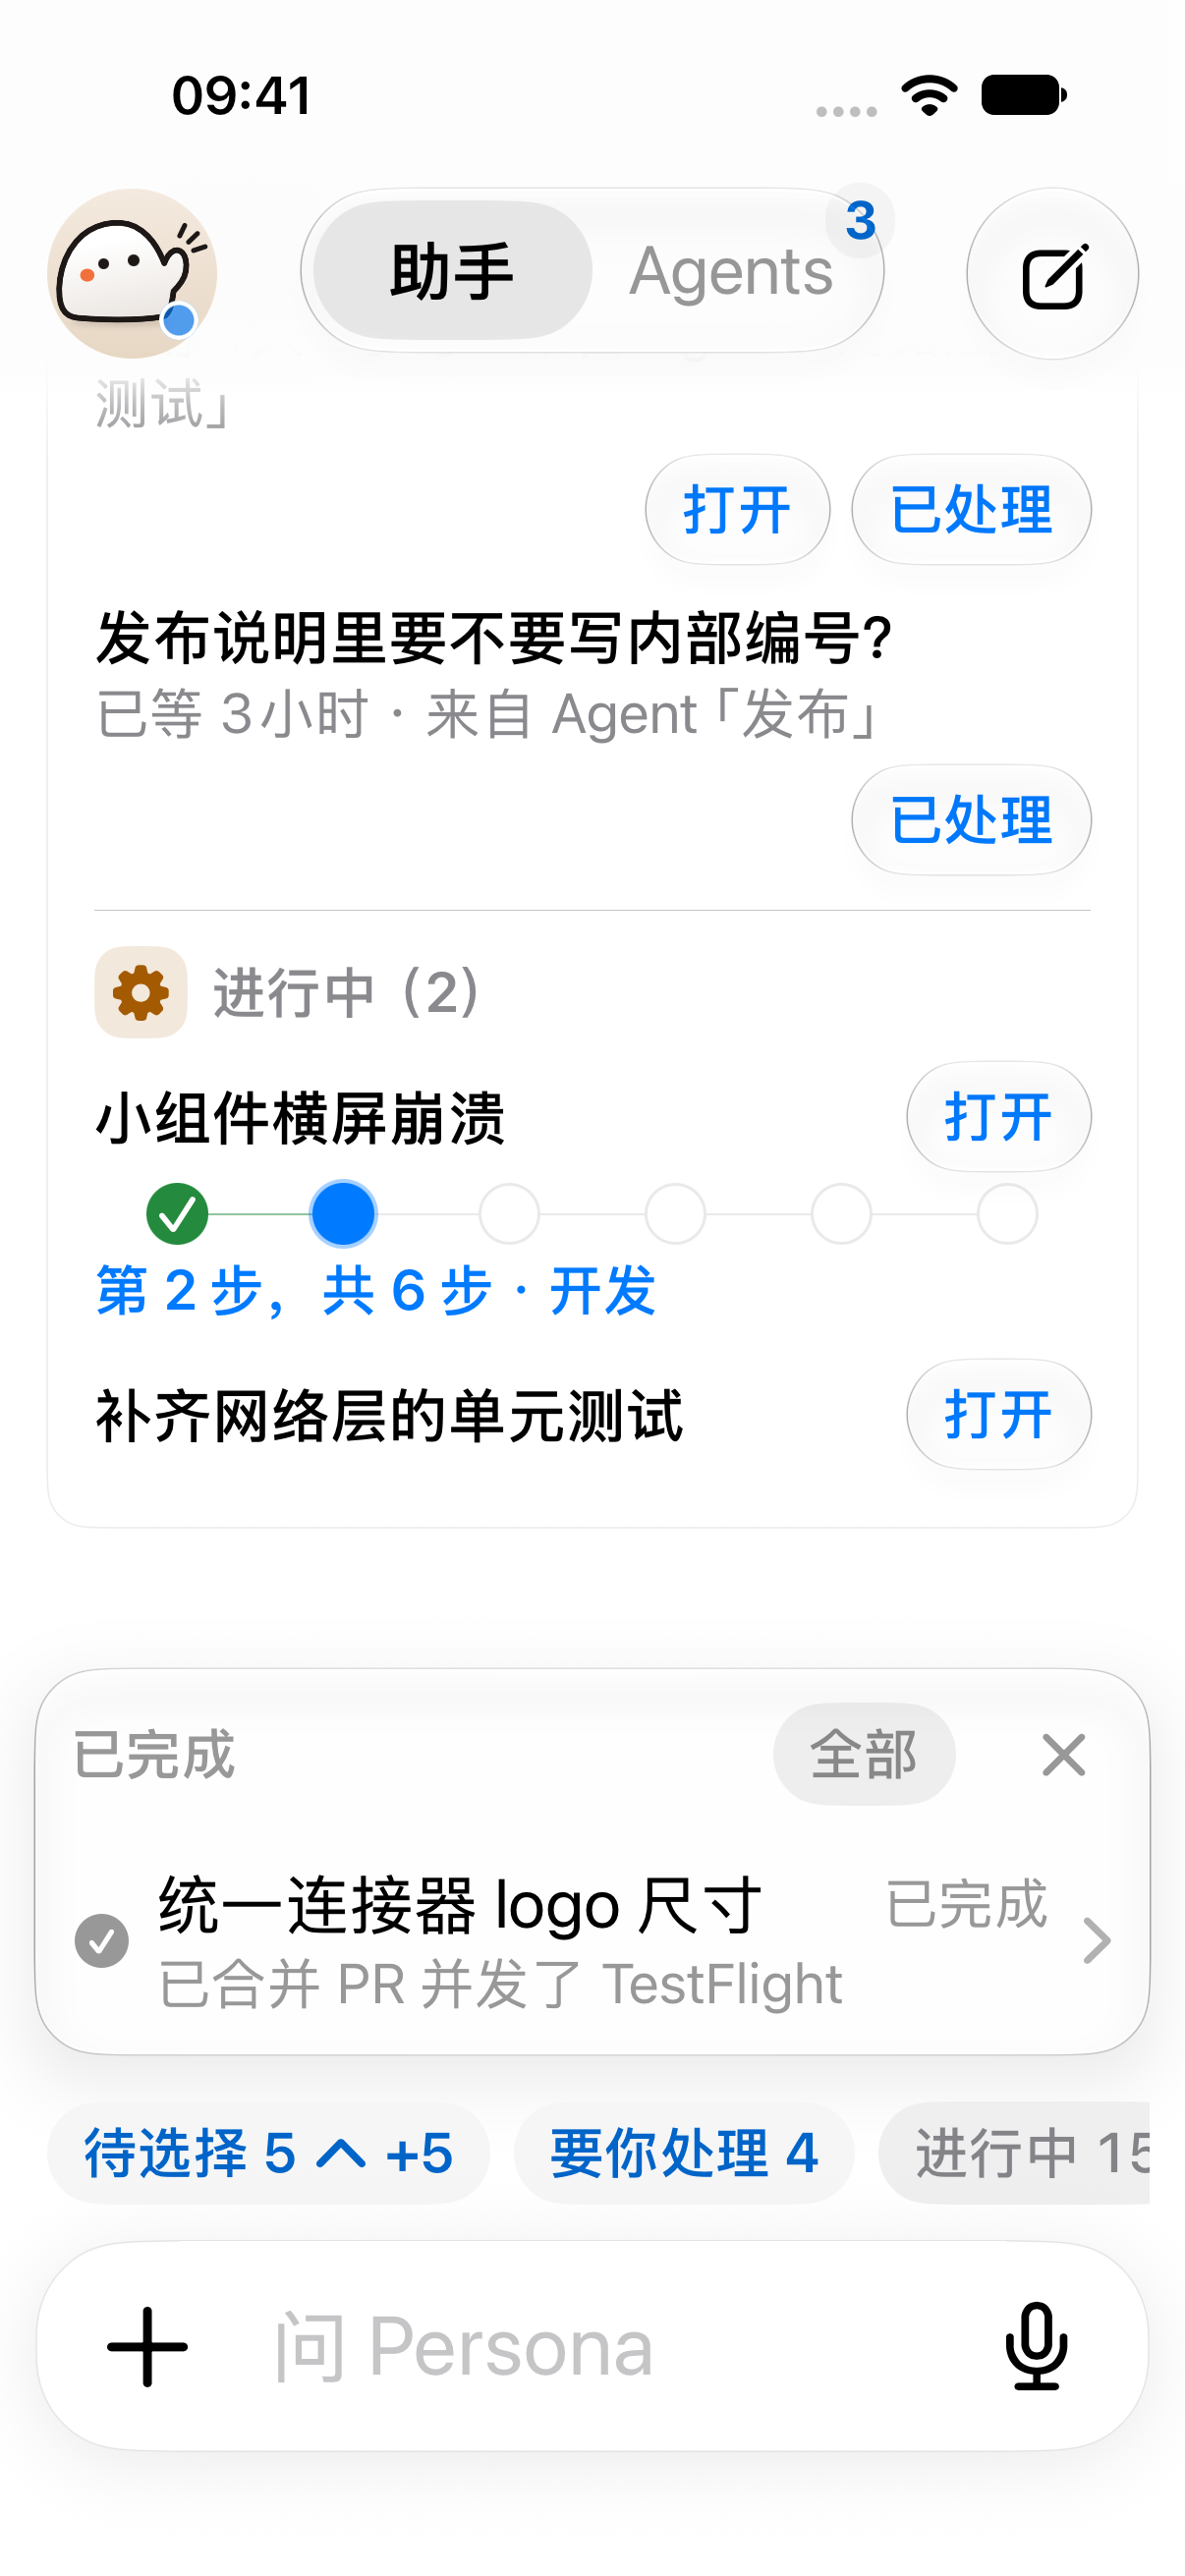 09:41
助手
Agents
3
测试」
打开
已处理
发布说明里要不要写内部编号?
已等 3 小时 · 来自 Agent「发布」
已处理
进行中（2）
小组件横屏崩溃
打开
第 2 步，共 6 步 · 开发
补齐网络层的单元测试
打开
已完成
全部
统一连接器 logo 尺寸
已完成
已合并 PR 并发了 TestFlight
待选择 5 +5
要你处理 4
进行中 15
问 Persona